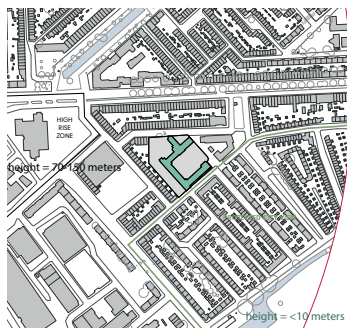 HIGH
RISE
ZONE
height = 70-150 meters
height = <10 meters